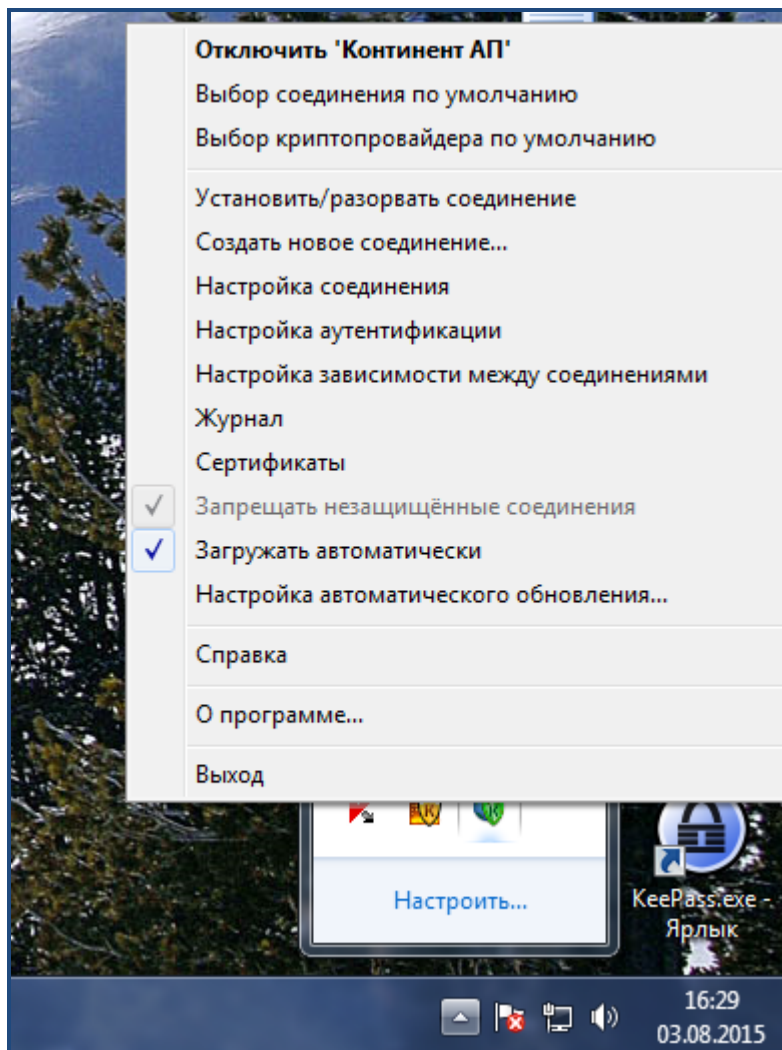 Отключить 'Континент АП'
Выбор соединения по умолчанию
Выбор криптопровайдера по умолчанию
Установить/разорвать соединение
Создать новое соединение...
Настройка соединения
Настройка аутентификации
Настройка зависимости между соединениями
Журнал
Сертификаты
Запрещать незащищённые соединения
Загружать автоматически
Настройка автоматического обновления...
Справка
О программе...
Выход
Настроить...
KeePass.exe -
Ярлык
16:29
03.08.2015